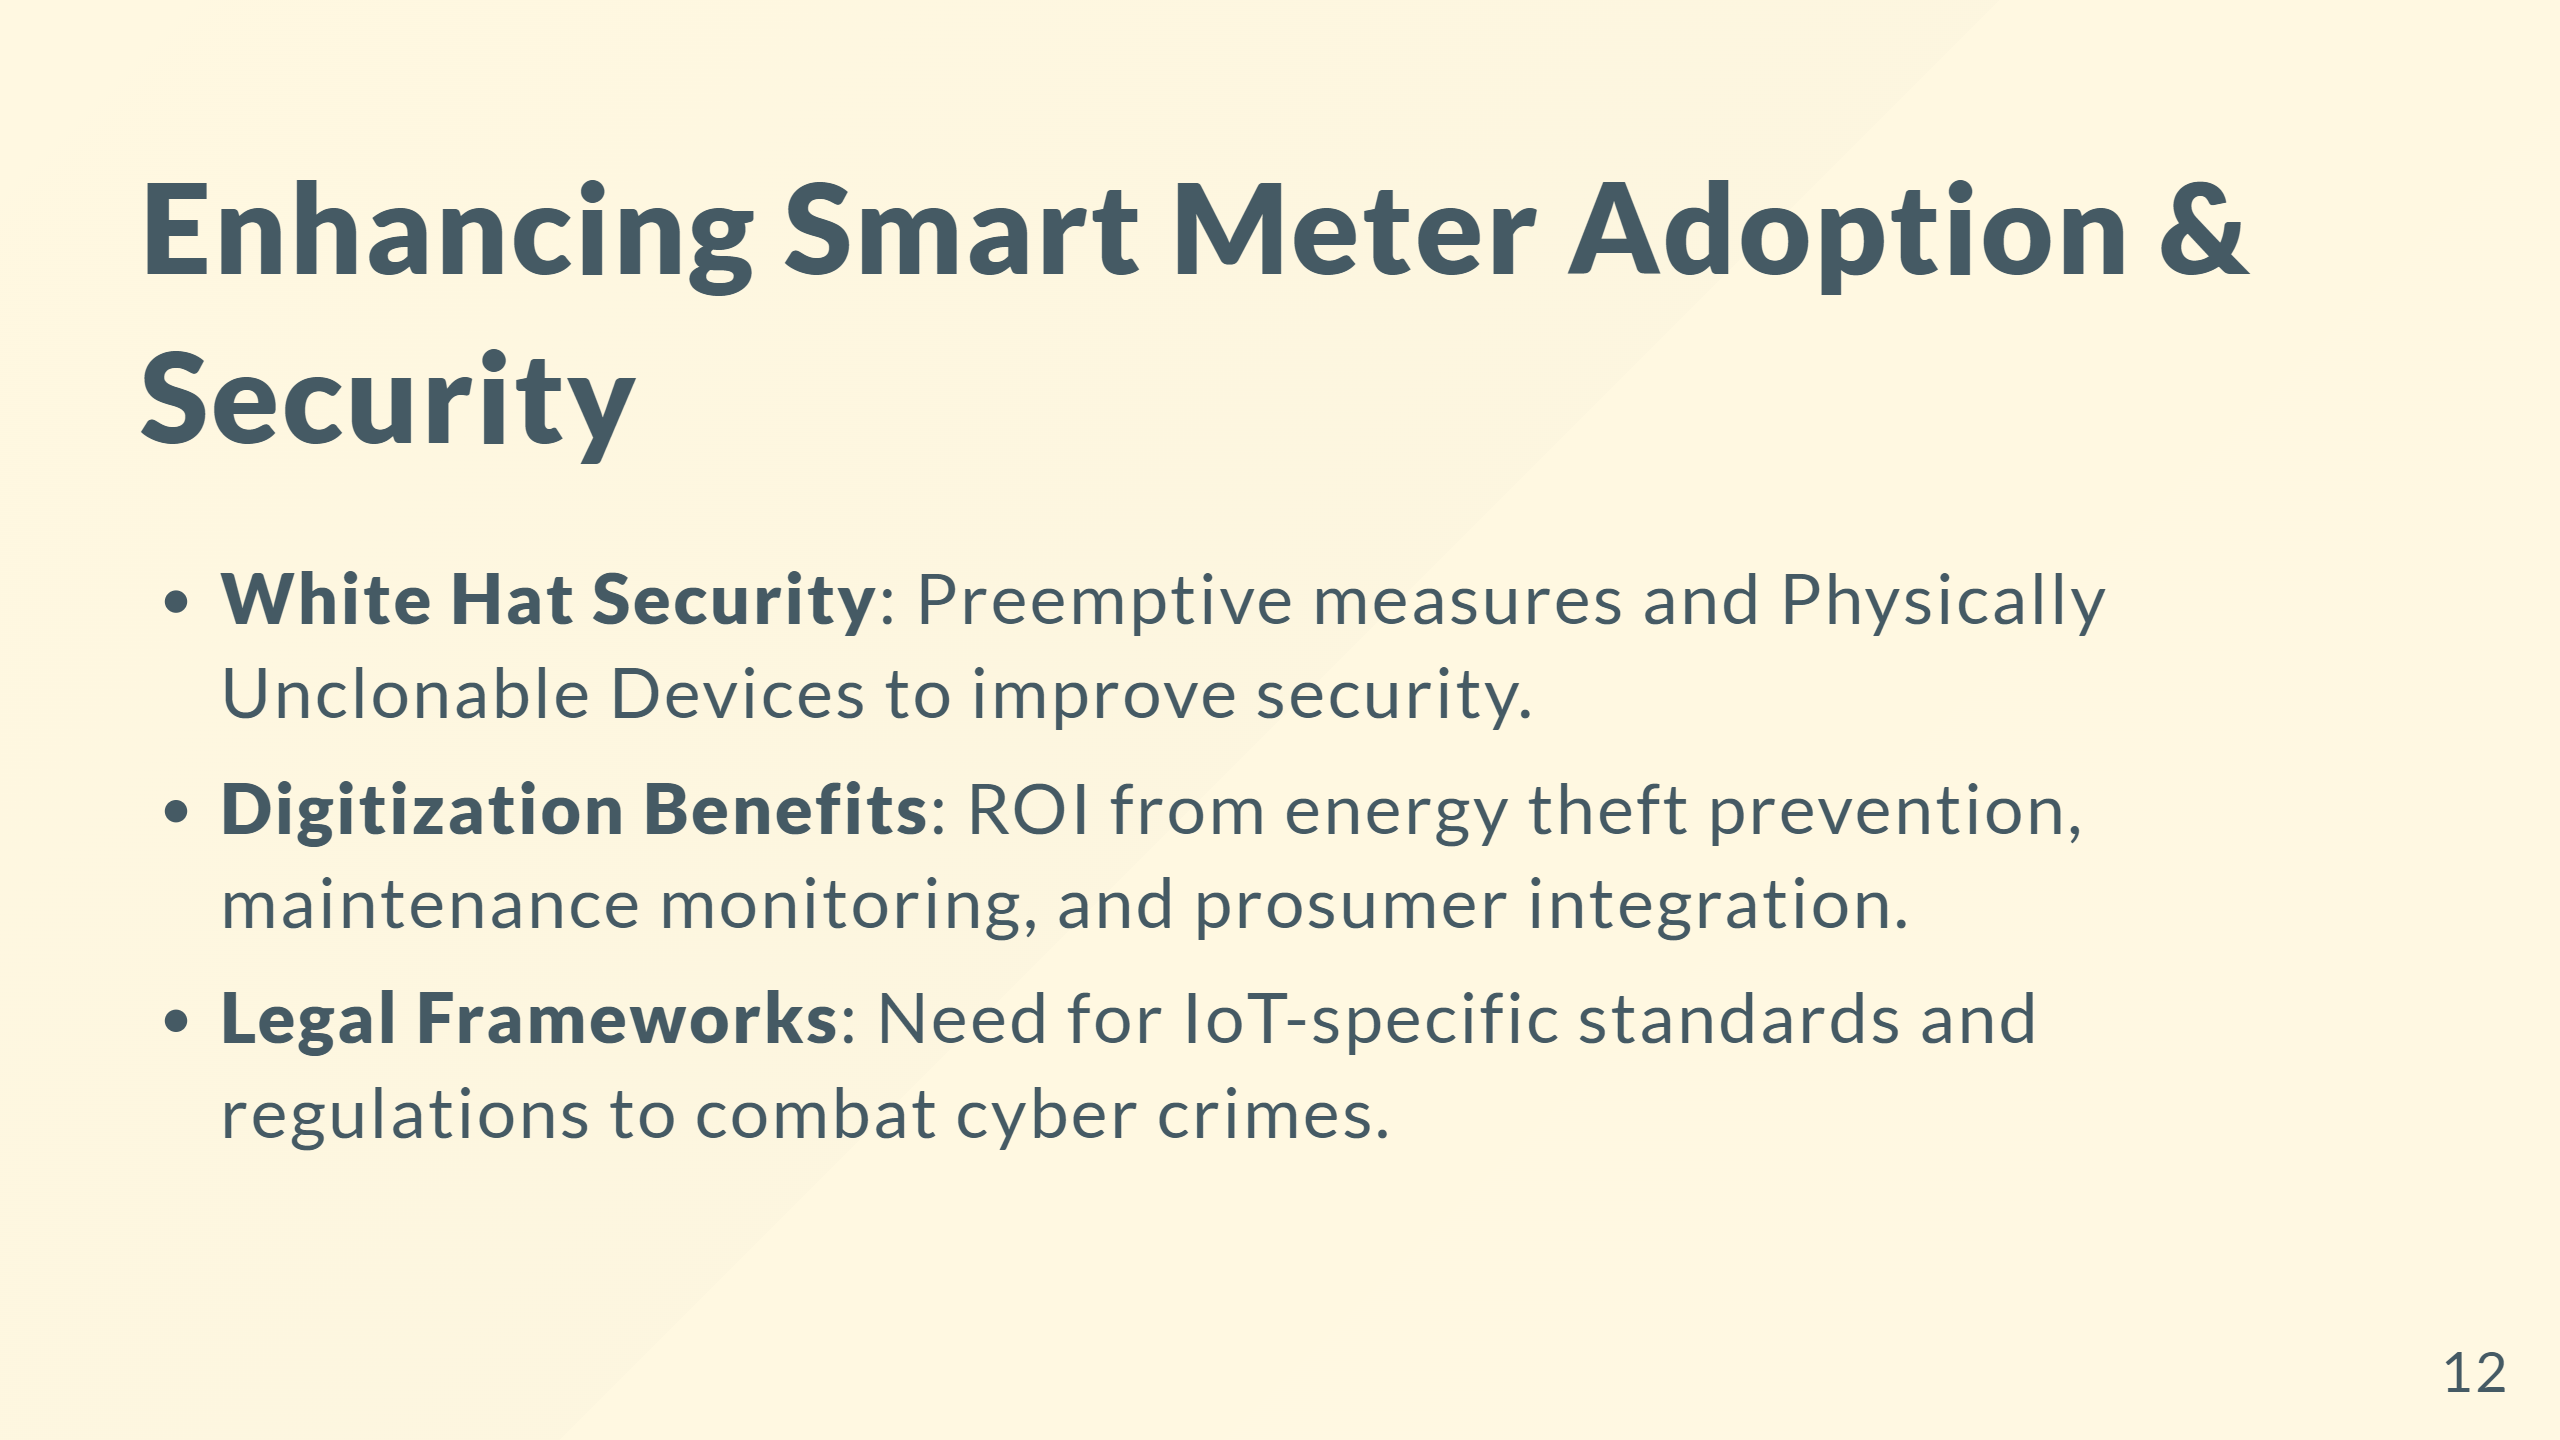 Enhancing Smart Meter Adoption &
Security
• White Hat Security: Preemptive measures and Physically
Unclonable Devices to improve security.
• Digitization Benefits: ROI from energy theft prevention,
maintenance monitoring, and prosumer integration.
• Legal Frameworks: Need for IoT-specific standards and
regulations to combat cyber crimes.
12